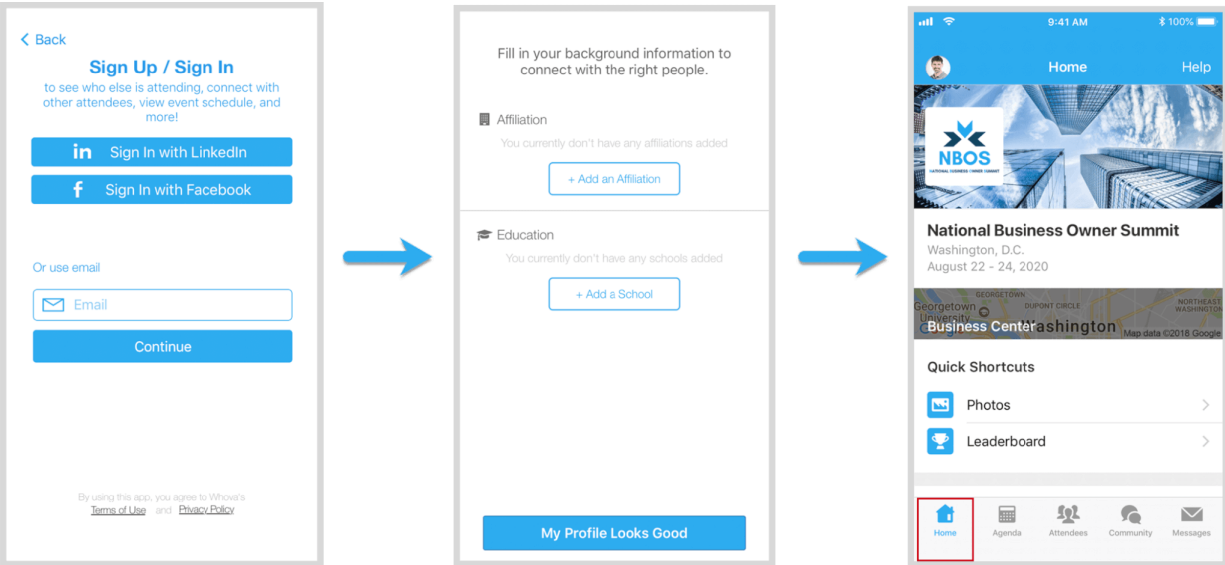 Back
Sign Up / Sign In
to see who else is attending, connect with
other attendees, view event schedule, and
more!
in Sign In with LinkedIn
f Sign In with Facebook
Or use email
Email
Continue
By using this app, you agree to Whova's
Terms of Use and Privacy Policy
Fill in your background information to
connect with the right people.
Affiliation
You currently don't have any affiliations added
+ Add an Affiliation
Education
You currently don't have any schools added
+ Add a School
My Profile Looks Good
9:41 AM
100%
Home
Help
NBOS
NATIONAL BUSINESS OWNER SUMMIT
National Business Owner Summit
Washington, D.C.
August 22 - 24, 2020
GEORGETOWN
Georgetown
University
DUPONT CIRCLE
NORTHEAST
WASHINGTON
Business Center
Washington
Google
Map data ©2018 Google
Quick Shortcuts
Photos
Leaderboard
Home
Agenda
Attendees
Community
Messages